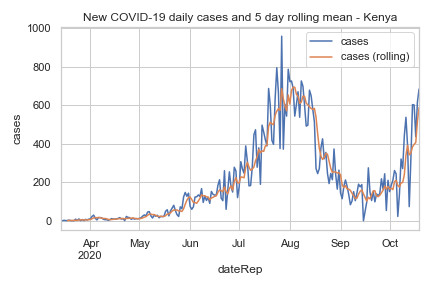 New COVID-19 daily cases and 5 day rolling mean - Kenya
cases
cases (rolling)
1000
800
600
400
200
0
cases
Apr
2020
May
Jun
Jul
Aug
Sep
Oct
dateRep